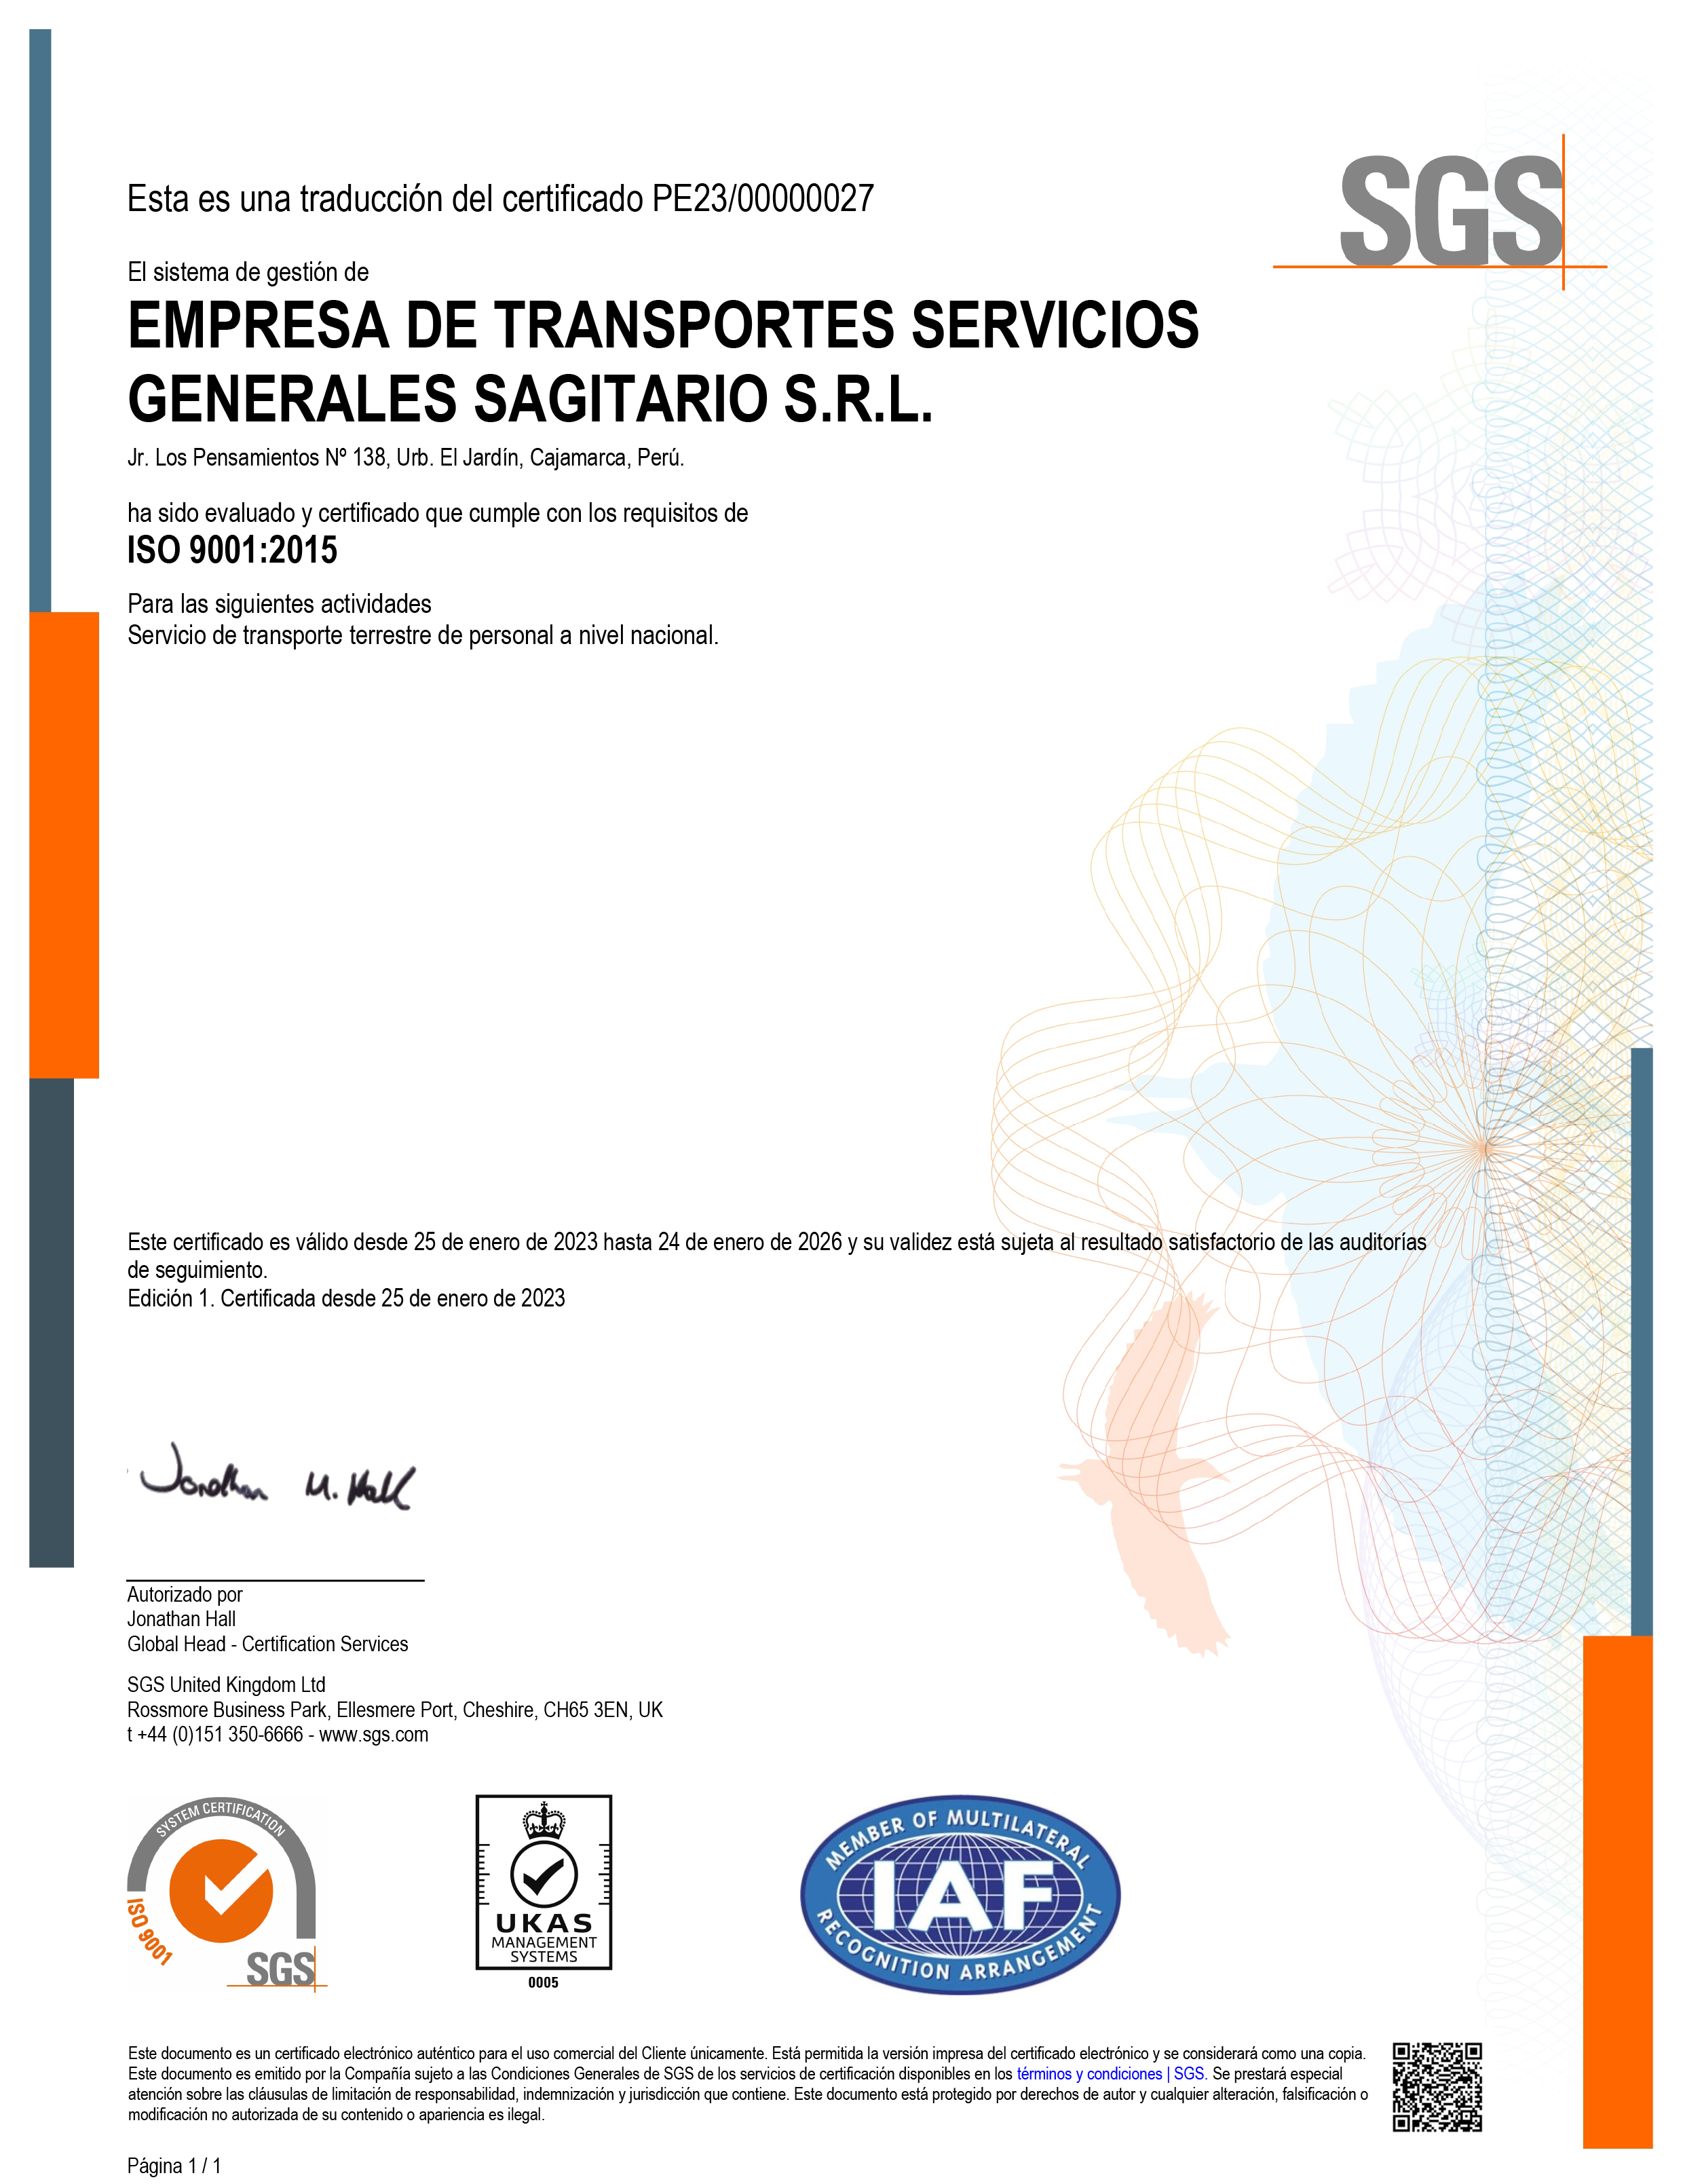 SGS
Esta es una traducción del certificado PE23/00000027
El sistema de gestión de
EMPRESA DE TRANSPORTES SERVICIOS
GENERALES SAGITARIO S.R.L.
Jr. Los Pensamientos Nº 138, Urb. El Jardín, Cajamarca, Perú.
ha sido evaluado y certificado que cumple con los requisitos de
ISO 9001:2015
Para las siguientes actividades
Servicio de transporte terrestre de personal a nivel nacional.
Este certificado es válido desde 25 de enero de 2023 hasta 24 de enero de 2026 y su validez está sujeta al resultado satisfactorio de las auditorías
de seguimiento.
Edición 1. Certificada desde 25 de enero de 2023
Jonathan M. Hall
Autorizado por
Jonathan Hall
Global Head - Certification Services
SGS United Kingdom Ltd
Rossmore Business Park, Ellesmere Port, Cheshire, CH65 3EN, UK
t +44 (0)151 350-6666 - www.sgs.com
SYSTEM CERTIFICATION
ISO 9001
SGS
UKAS
MANAGEMENT
SYSTEMS
0005
MEMBER OF MULTILATERAL
IAF
RECOGNITION ARRANGEMENT
Este documento es un certificado electrónico auténtico para el uso comercial del Cliente únicamente. Está permitida la versión impresa del certificado electrónico y se considerará como una copia.
Este documento es emitido por la Compañía sujeto a las Condiciones Generales de SGS de los servicios de certificación disponibles en los términos y condiciones | SGS. Se prestará especial
atención sobre las cláusulas de limitación de responsabilidad, indemnización y jurisdicción que contiene. Este documento está protegido por derechos de autor y cualquier alteración, falsificación o
modificación no autorizada de su contenido o apariencia es ilegal.
Página 1 / 1